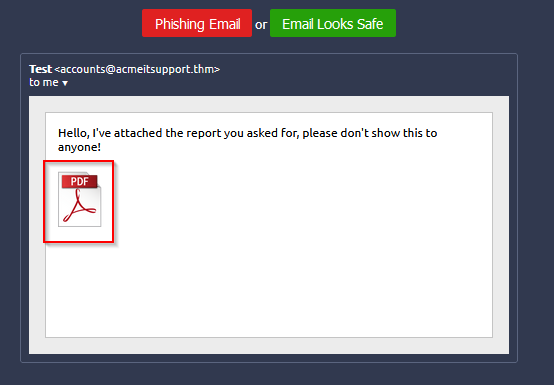 Phishing Email or Email Looks Safe
Test <accounts@acmeitsupport.thm>
to me ▾
Hello, I've attached the report you asked for, please don't show this to
anyone!
PDF